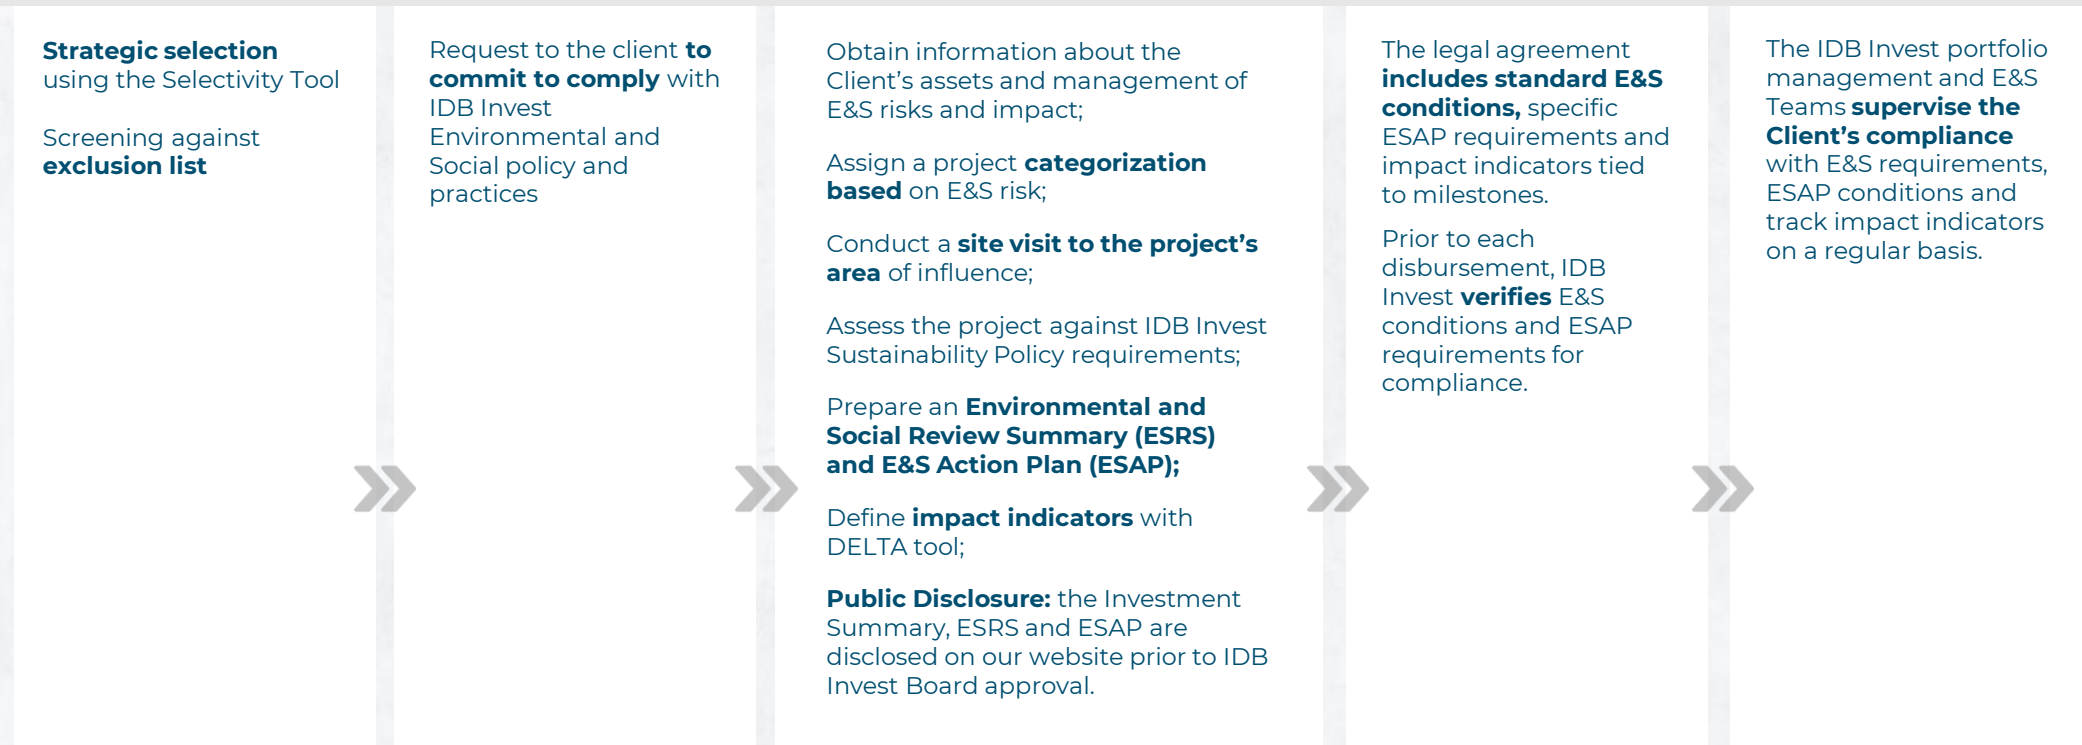 Strategic selection
using the Selectivity Tool
Screening against
exclusion list
Request to the client to
commit to comply with
IDB Invest
Environmental and
Social policy and
practices
Obtain information about the
Client’s assets and management of
E&S risks and impact;
Assign a project categorization
based on E&S risk;
Conduct a site visit to the project’s
area of influence;
Assess the project against IDB Invest
Sustainability Policy requirements;
Prepare an Environmental and
Social Review Summary (ESRS)
and E&S Action Plan (ESAP);
Define impact indicators with
DELTA tool;
Public Disclosure: the Investment
Summary, ESRS and ESAP are
disclosed on our website prior to IDB
Invest Board approval.
The legal agreement
includes standard E&S
conditions, specific
ESAP requirements and
impact indicators tied
to milestones.
Prior to each
disbursement, IDB
Invest verifies E&S
conditions and ESAP
requirements for
compliance.
The IDB Invest portfolio
management and E&S
Teams supervise the
Client’s compliance
with E&S requirements,
ESAP conditions and
track impact indicators
on a regular basis.